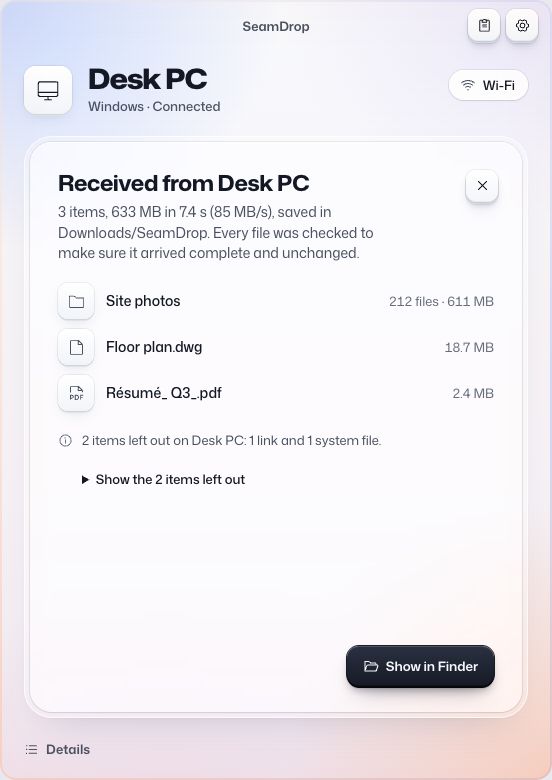 SeamDrop
Desk PC
Windows · Connected
Wi-Fi
Received from Desk PC
3 items, 633 MB in 7.4 s (85 MB/s), saved in
Downloads/SeamDrop. Every file was checked to
make sure it arrived complete and unchanged.
Site photos
212 files · 611 MB
Floor plan.dwg
18.7 MB
PDF
Résumé_ Q3_.pdf
2.4 MB
2 items left out on Desk PC: 1 link and 1 system file.
Show the 2 items left out
Show in Finder
Details